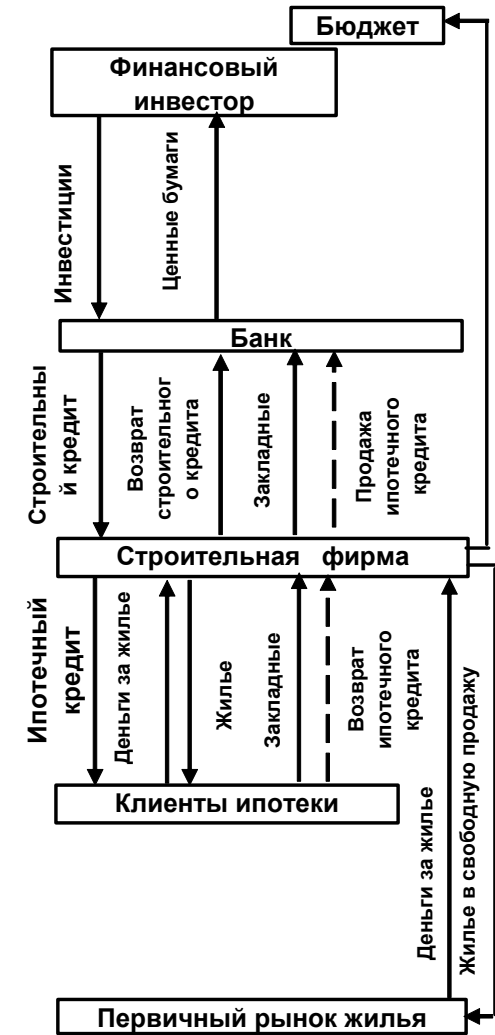 Бюджет
Финансовый
инвестор
Инвестиции
Ценные бумаги
Банк
Строительны
й кредит
Возврат
строительног
о кредита
Закладные
Продажа
ипотечного
кредита
Строительная фирма
Ипотечный
кредит
Деньги за жилье
Жилье
Закладные
Возврат
ипотечного
кредита
Клиенты ипотеки
Деньги за жилье
Жилье в свободную продажу
Первичный рынок жилья